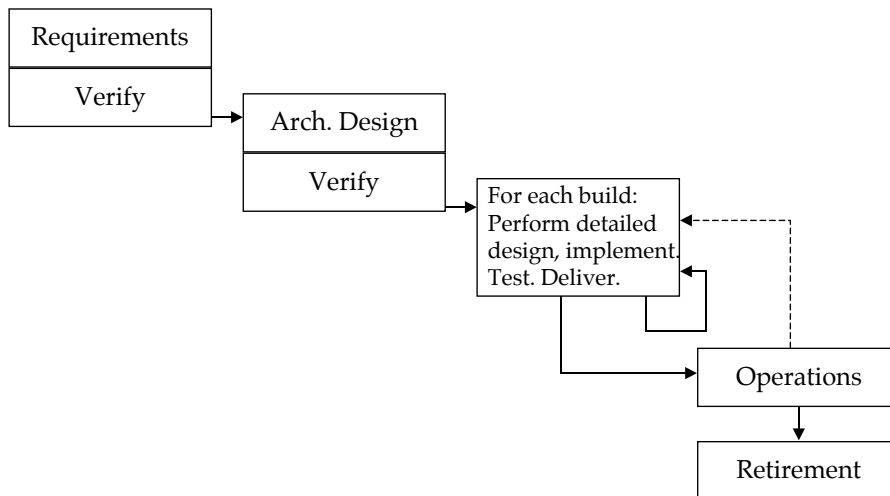 Requirements
Verify
Arch. Design
Verify
For each build:
Perform detailed
design, implement.
Test. Deliver.
Operations
Retirement